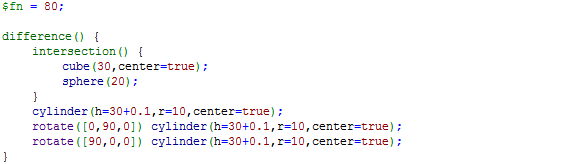 $fn = 80;

difference() {
    intersection() {
        cube(30,center=true);
        sphere(20);
    }
    cylinder(h=30+0.1,r=10,center=true);
    rotate([0,90,0]) cylinder(h=30+0.1,r=10,center=true);
    rotate([90,0,0]) cylinder(h=30+0.1,r=10,center=true);
}